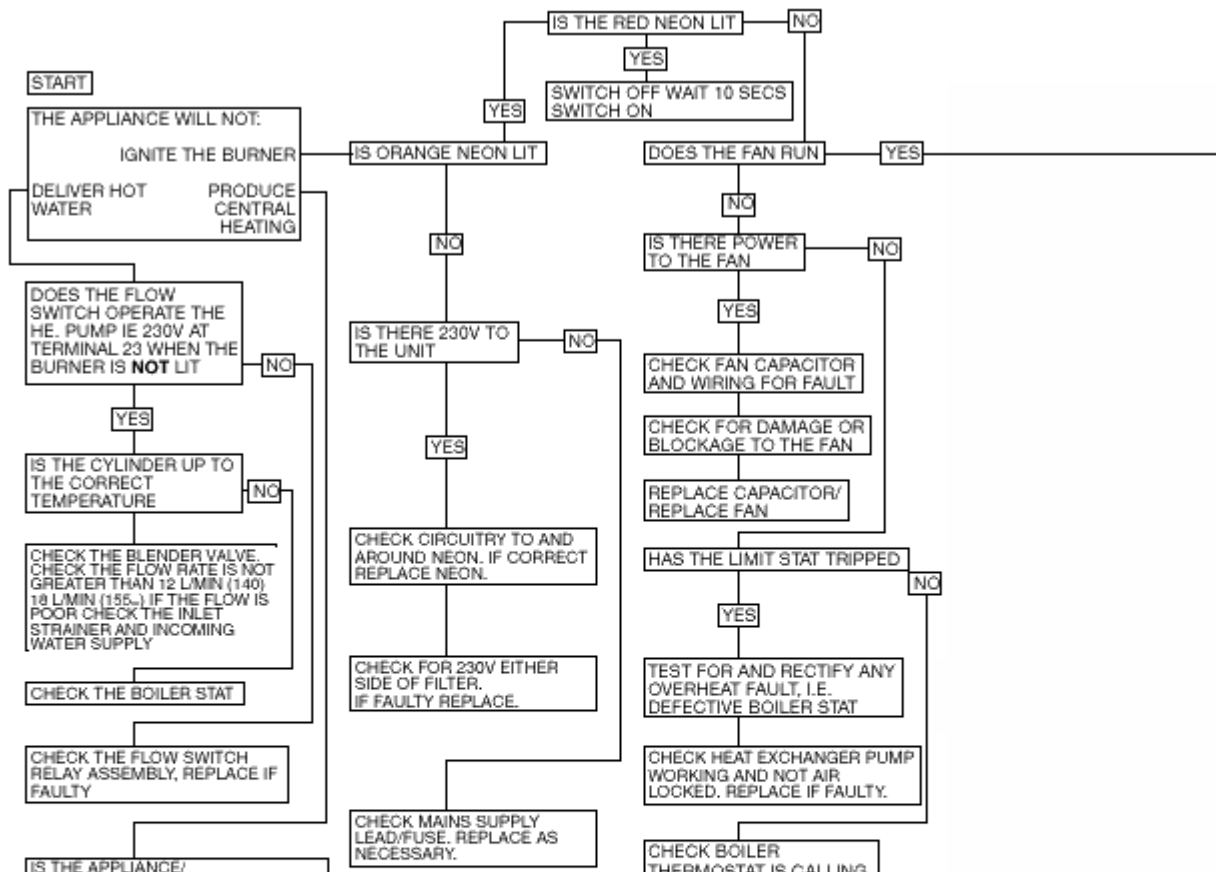 IS THE RED NEON LIT
NO
YES
SWITCH OFF WAIT 10 SECS
SWITCH ON
START
YES
THE APPLIANCE WILL NOT:
IGNITE THE BURNER
DELIVER HOT
WATER
PRODUCE
CENTRAL
HEATING
IS ORANGE NEON LIT
DOES THE FAN RUN
YES
NO
NO
IS THERE POWER
TO THE FAN
NO
DOES THE FLOW
SWITCH OPERATE THE
HE. PUMP IE 230V AT
TERMINAL 23 WHEN THE
BURNER IS NOT LIT
NO
YES
IS THERE 230V TO
THE UNIT
NO
YES
CHECK FAN CAPACITOR
AND WIRING FOR FAULT
CHECK FOR DAMAGE OR
BLOCKAGE TO THE FAN
REPLACE CAPACITOR/
REPLACE FAN
YES
IS THE CYLINDER UP TO
THE CORRECT
TEMPERATURE
NO
CHECK THE BLENDER VALVE.
CHECK THE FLOW RATE IS NOT
GREATER THAN 12 L/MIN (140)
18 L/MIN (155) IF THE FLOW IS
POOR CHECK THE INLET
STRAINER AND INCOMING
WATER SUPPLY
CHECK THE BOILER STAT
CHECK THE FLOW SWITCH
RELAY ASSEMBLY, REPLACE IF
FAULTY
IS THE APPLIANCE/
CHECK CIRCUITRY TO AND
AROUND NEON. IF CORRECT
REPLACE NEON.
CHECK FOR 230V EITHER
SIDE OF FILTER.
IF FAULTY REPLACE.
CHECK MAINS SUPPLY
LEAD/FUSE. REPLACE AS
NECESSARY.
HAS THE LIMIT STAT TRIPPED
NO
YES
TEST FOR AND RECTIFY ANY
OVERHEAT FAULT, I.E.
DEFECTIVE BOILER STAT
CHECK HEAT EXCHANGER PUMP
WORKING AND NOT AIR
LOCKED. REPLACE IF FAULTY.
CHECK BOILER
THERMOSTAT IS CALLING